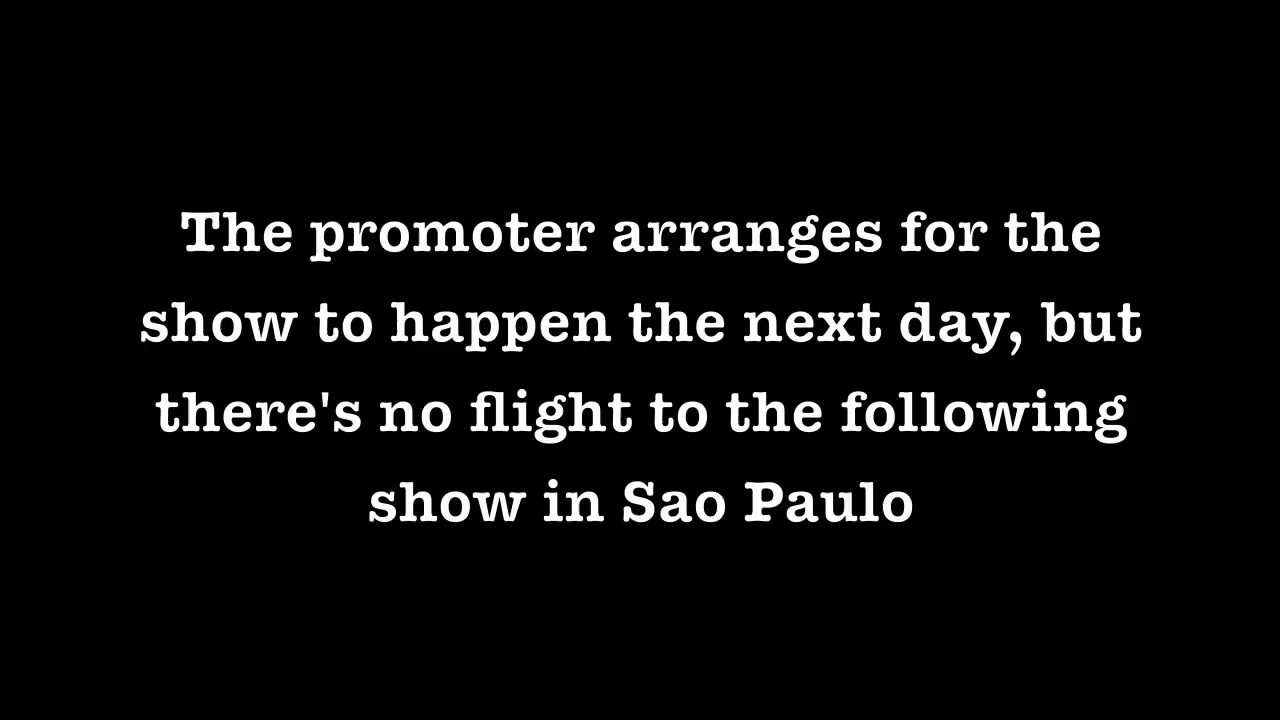 The promoter arranges for the
show to happen the next day, but
there's no flight to the following
show in Sao Paulo